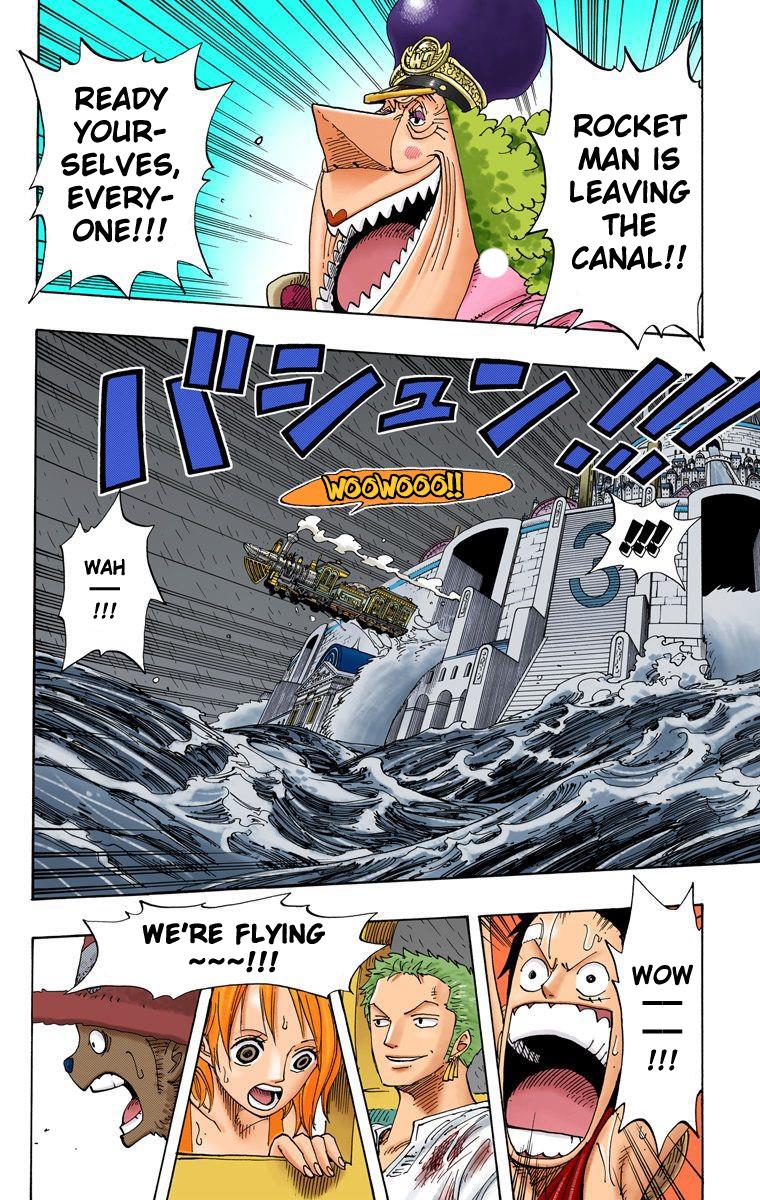 ROCKET
MAN IS
LEAVING
THE
CANAL!!
READY
YOUR-
SELVES,
EVERY-
ONE!!!
バシュン!!!!!
WOOWOOO!!
!!!
3
WAH
—
!!!
WOW
——
——
!!!
WE'RE FLYING
~~~!!!